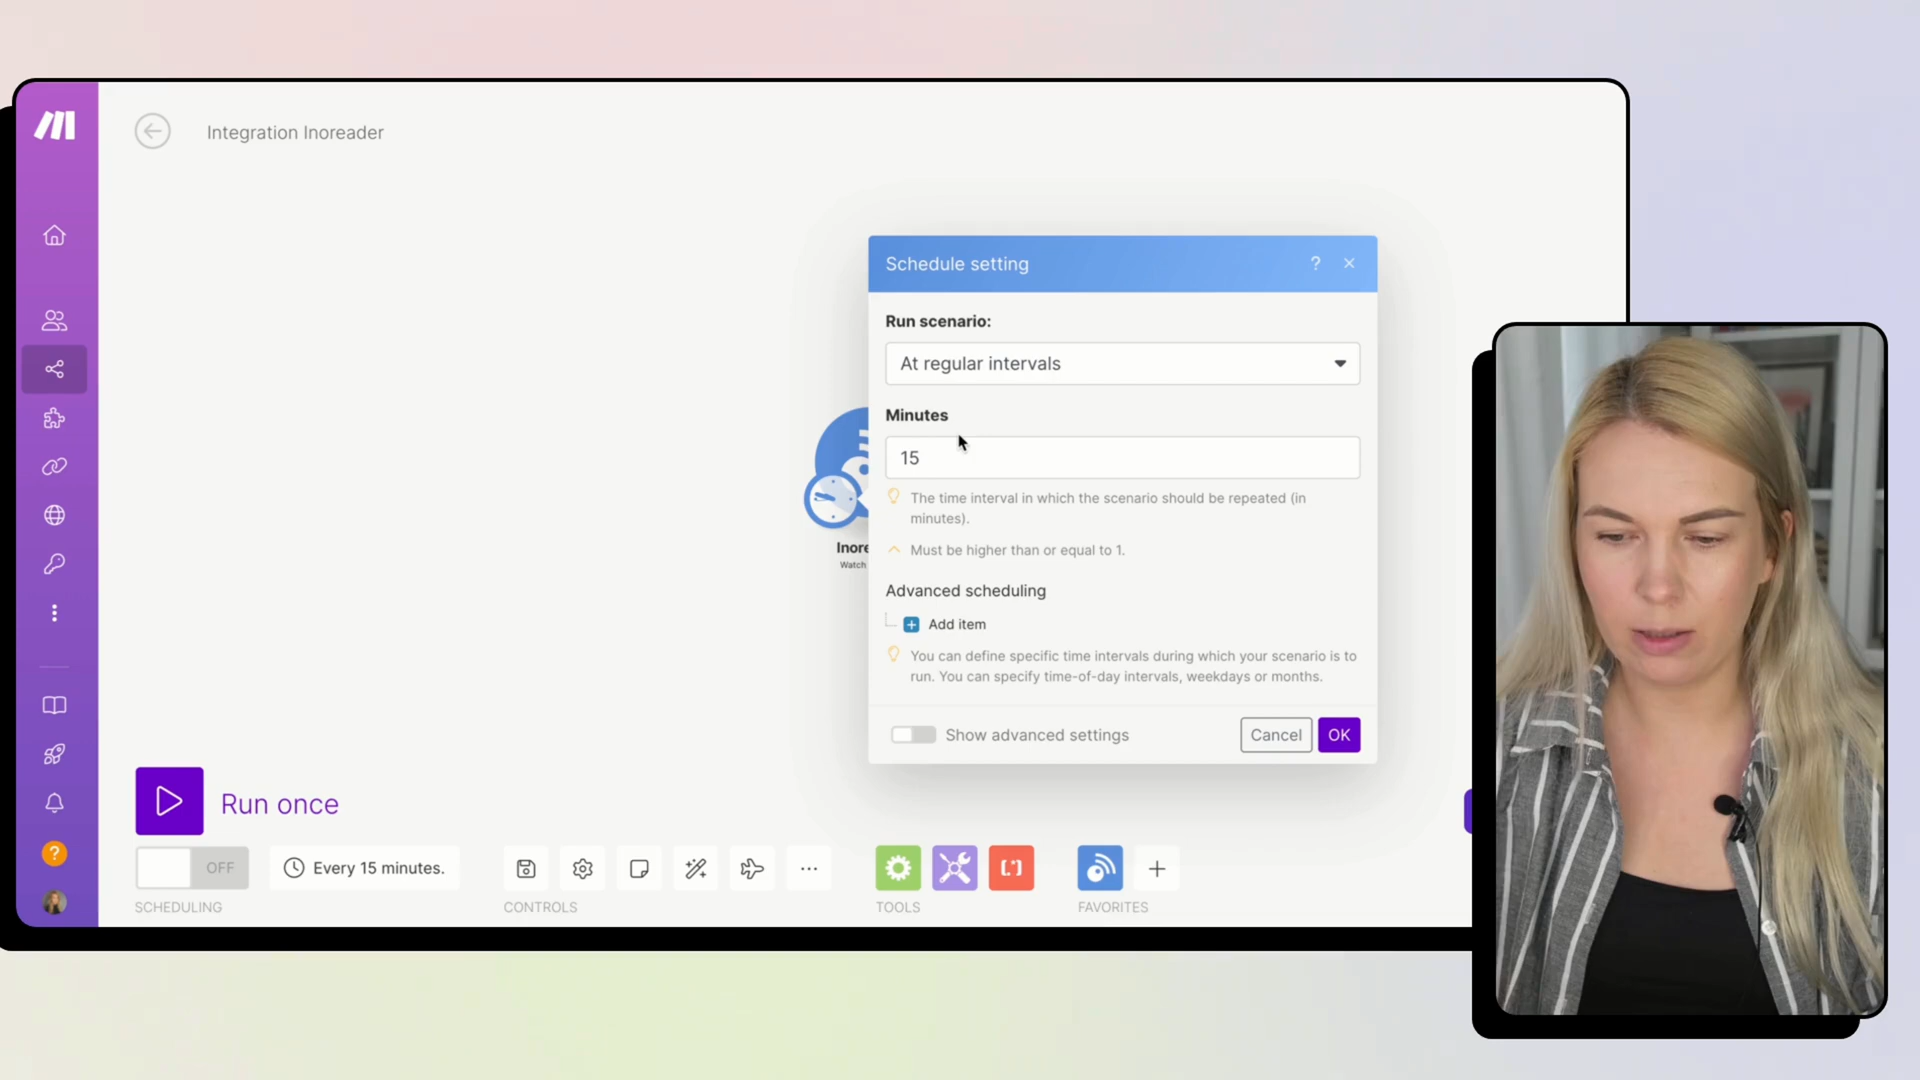 Integration Inoreader
Schedule setting
?
Run scenario:
At regular intervals
Minutes
15
The time interval in which the scenario should be repeated (in
minutes).
Must be higher than or equal to 1.
Inore
Watch
Advanced scheduling
Add item
You can define specific time intervals during which your scenario is to
run. You can specify time-of-day intervals, weekdays or months.
Show advanced settings
Cancel
OK
Run once
?
OFF
Every 15 minutes.
SCHEDULING
CONTROLS
TOOLS
FAVORITES